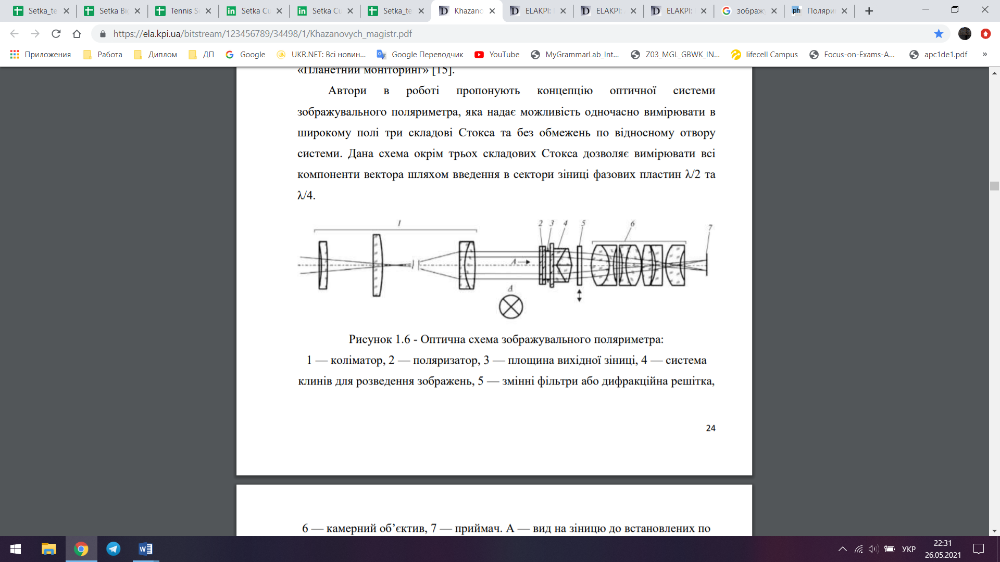 Setka_te
Setka Bi
Tennis S
Setka Cu
Setka Cu
Setka_te
Khazano
ELAKPI:
ELAKPI:
ELAKPI:
зображу
Поляри
https://ela.kpi.ua/bitstream/123456789/34498/1/Khazanovych_magistr.pdf
Приложения
Работа
Диплом
ДП
Google
UKR.NET: Всі новин...
Google Переводчик
YouTube
MyGrammarLab_Int...
Z03_MGL_GBWK_IN...
lifecell Campus
Focus-on-Exams-A...
apc1de1.pdf
»
«Планетний моніторинг» [15].
Автори в роботі пропонують концепцію оптичної системи
зображувального поляриметра, яка надає можливість одночасно вимірювати в
широкому полі три складові Стокса та без обмежень по відносному отвору
системи. Дана схема окрім трьох складових Стокса дозволяє вимірювати всі
компоненти вектора шляхом введення в сектори зіниці фазових пластин λ/2 та
λ/4.
1 2 3 4 5 6 7
A
A
Рисунок 1.6 - Оптична схема зображувального поляриметра:
1 — коліматор, 2 — поляризатор, 3 — площина вихідної зіниці, 4 — система
клинів для розведення зображень, 5 — змінні фільтри або дифракційна решітка,
24
6 — камерний об’єктив, 7 — приймач. А — вид на зіницю до встановлених по
УКР
22:31
26.05.2021